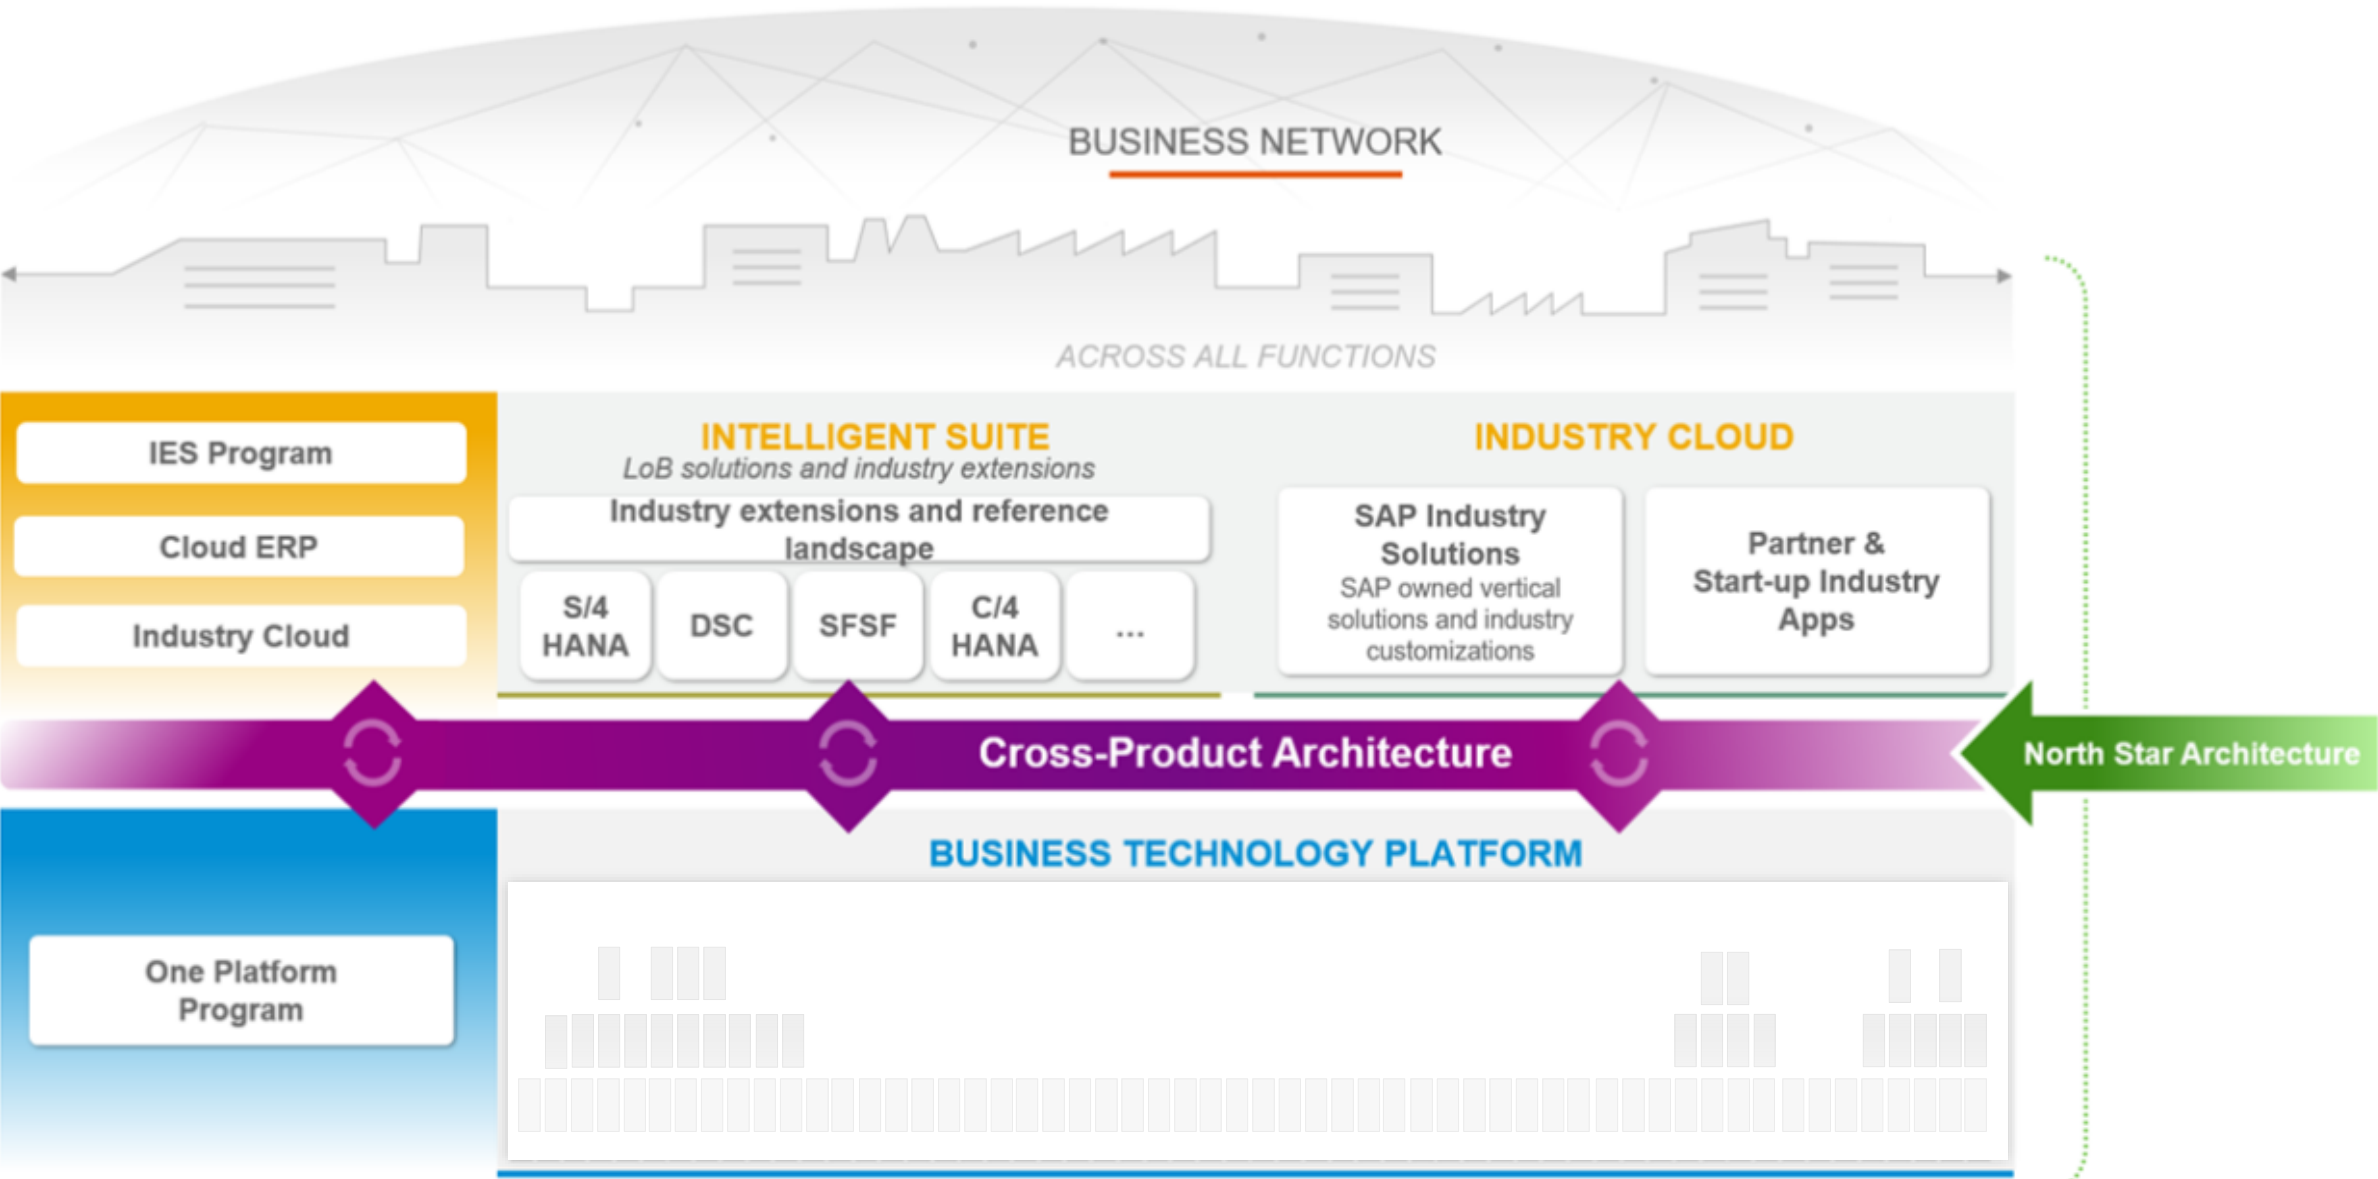 BUSINESS NETWORK
ACROSS ALL FUNCTIONS
IES Program
Cloud ERP
Industry Cloud
INTELLIGENT SUITE
LoB solutions and industry extensions
Industry extensions and reference
landscape
S/4
HANA
DSC
SFSF
C/4
HANA
...
INDUSTRY CLOUD
SAP Industry
Solutions
SAP owned vertical
solutions and industry
customizations
Partner &
Start-up Industry
Apps
Cross-Product Architecture
North Star Architecture
BUSINESS TECHNOLOGY PLATFORM
One Platform
Program